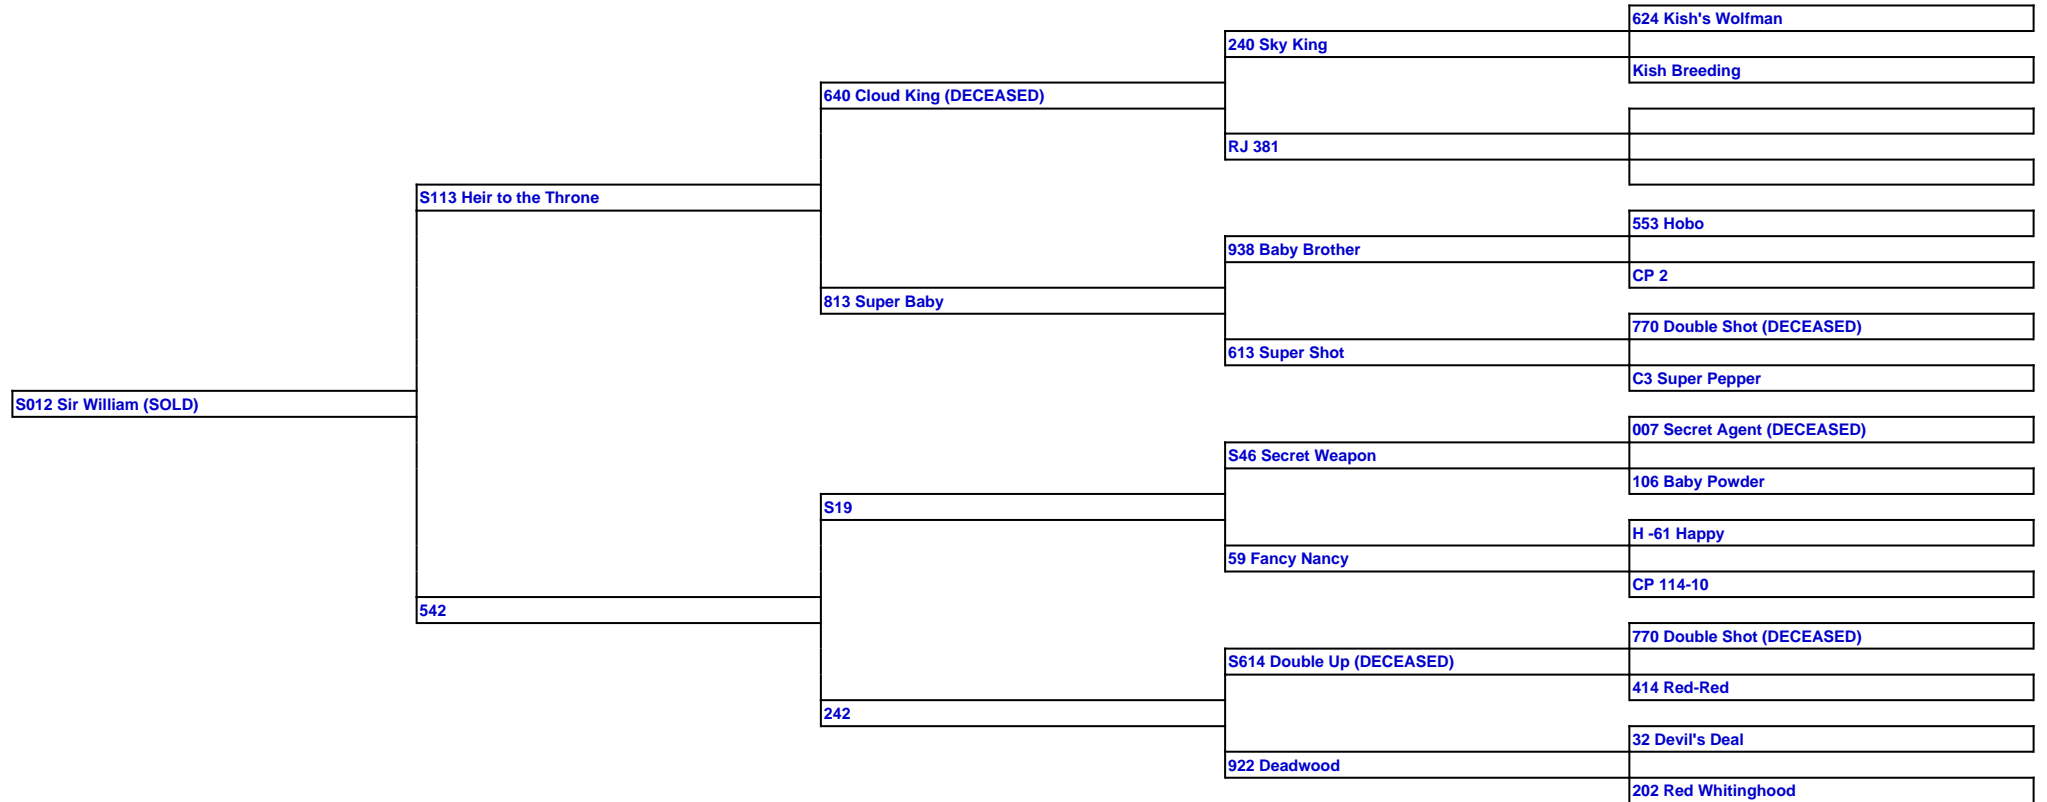 624 Kish's Wolfman
240 Sky King
Kish Breeding
640 Cloud King (DECEASED)
RJ 381
S113 Heir to the Throne
553 Hobo
938 Baby Brother
CP 2
813 Super Baby
770 Double Shot (DECEASED)
613 Super Shot
C3 Super Pepper
S012 Sir William (SOLD)
007 Secret Agent (DECEASED)
S46 Secret Weapon
106 Baby Powder
S19
H -61 Happy
59 Fancy Nancy
CP 114-10
542
770 Double Shot (DECEASED)
S614 Double Up (DECEASED)
414 Red-Red
242
32 Devil's Deal
922 Deadwood
202 Red Whitinghood